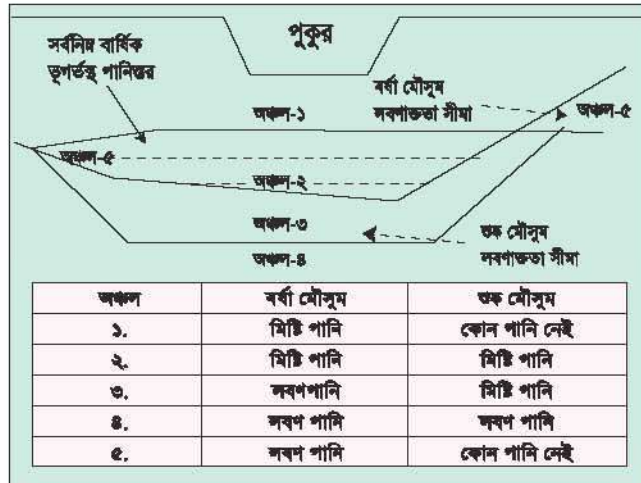 পুকুর
সর্বনিম্ন বার্ষিক
ভূগর্ভস্থ পানিস্তর
বর্ষা মৌসুম
লবণাক্ততা সীমা
অঞ্চল-৫
অঞ্চল-১
অঞ্চল-৫
অঞ্চল-২
অঞ্চল-৩
অঞ্চল-৪
শুষ্ক মৌসুম
লবণাক্ততা সীমা
অঞ্চল বর্ষা মৌসুম শুষ্ক মৌসুম
১. মিষ্টি পানি কোন পানি নেই
২. মিষ্টি পানি মিষ্টি পানি
৩. লবণপানি মিষ্টি পানি
৪. লবণ পানি লবণ পানি
৫. লবণ পানি কোন পানি নেই